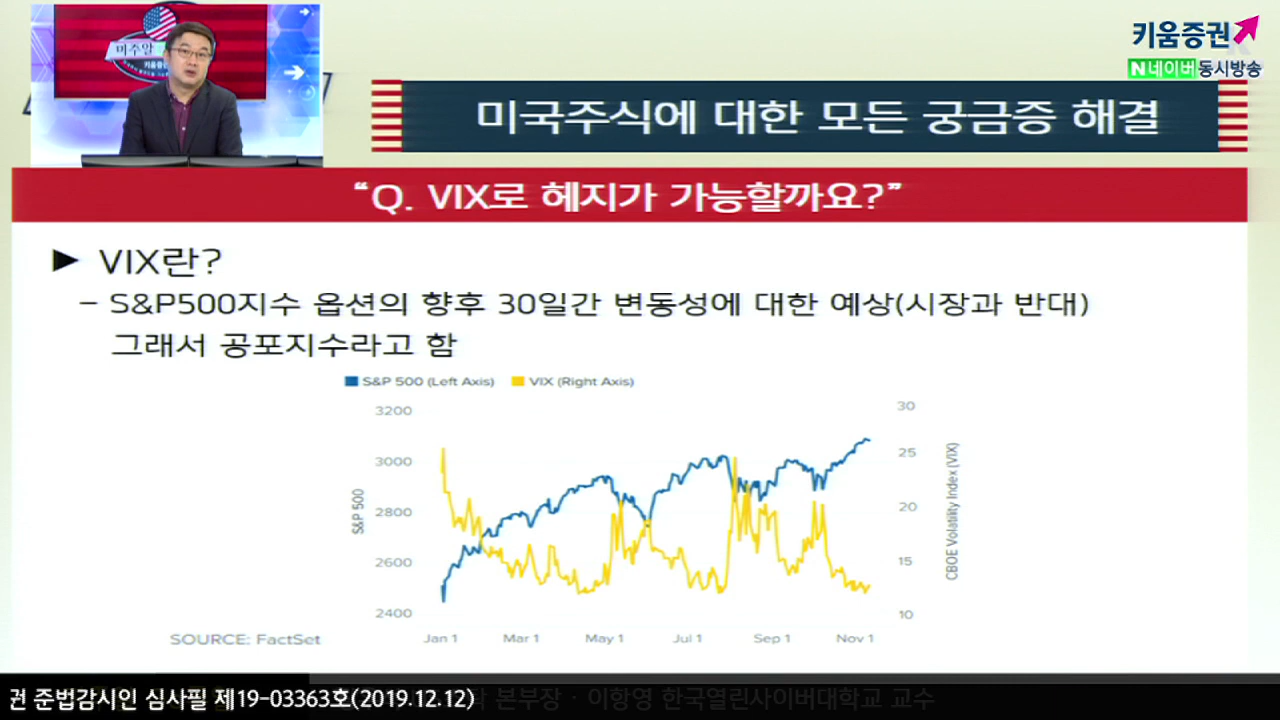 미주알
키움증권
키움증권
N 네이버 동시방송
미국주식에 대한 모든 궁금증 해결
“Q. VIX로 헤지가 가능할까요?”
► VIX란?
– S&P500지수 옵션의 향후 30일간 변동성에 대한 예상(시장과 반대)
그래서 공포지수라고 함
S&P 500 (Left Axis) VIX (Right Axis)
3200
3000
2800
2600
2400
S&P 500
30
25
20
15
10
CBOE Volatility Index (VIX)
Jan 1 Mar 1 May 1 Jul 1 Sep 1 Nov 1
SOURCE: FactSet
권 준법감시인 심사필 제19-03363호(2019.12.12) 본부장 · 이항영 한국열린사이버대학교 교수